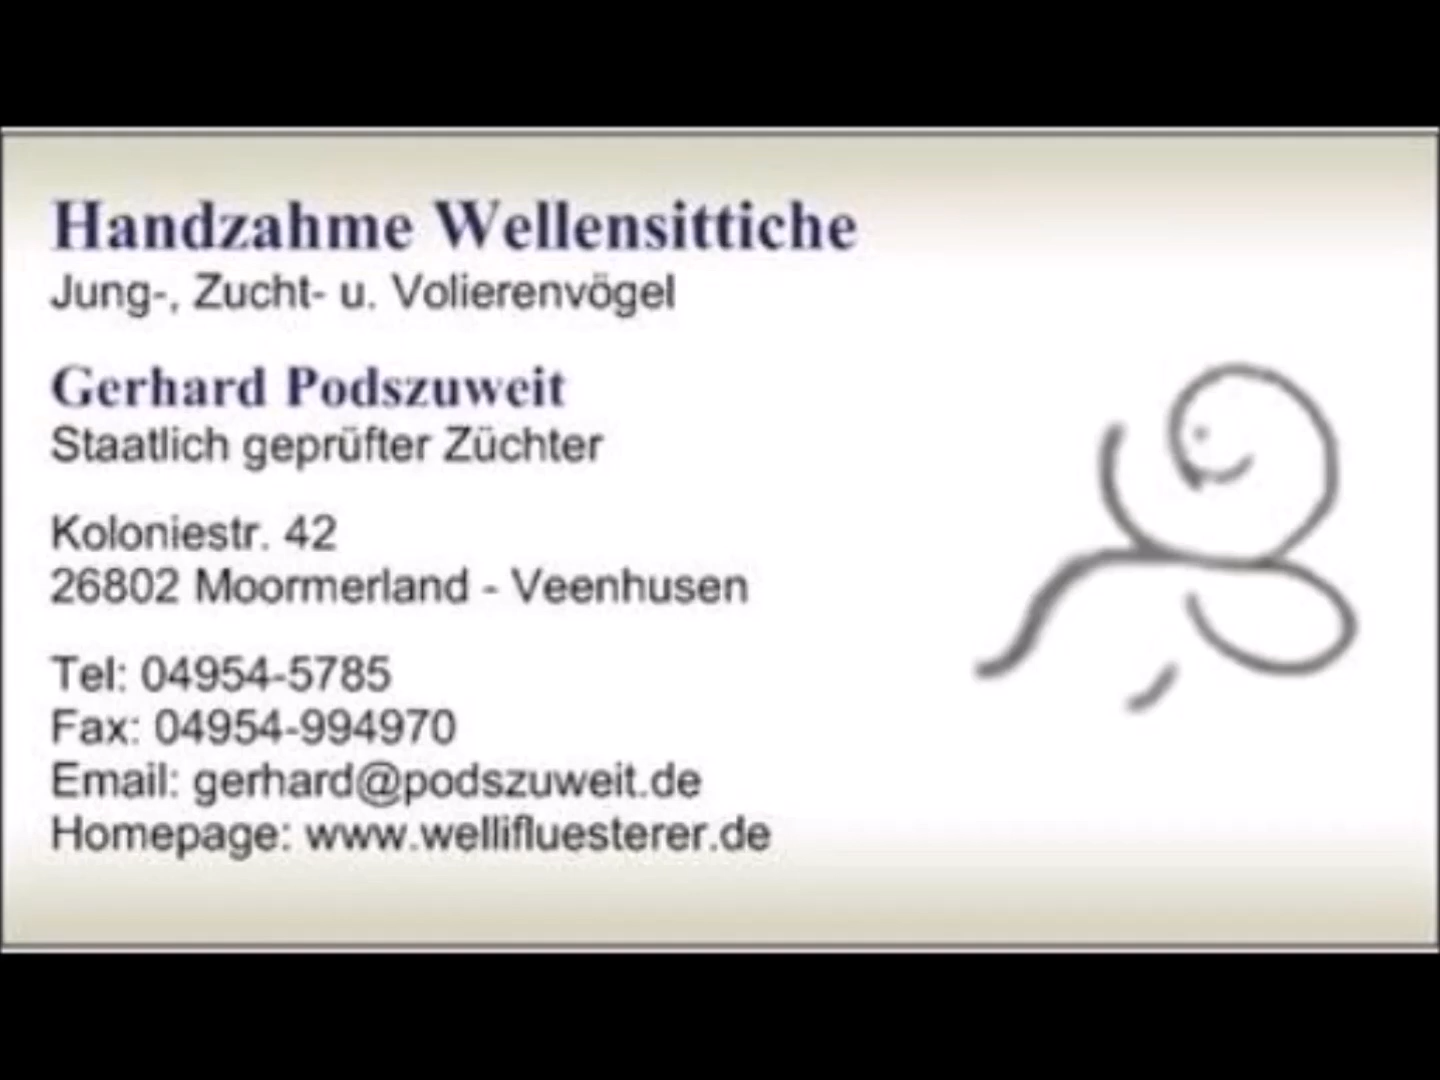 Handzahme Wellensittiche
Jung-, Zucht- u. Volierenvögel
Gerhard Podszuweit
Staatlich geprüfter Züchter
Koloniestr. 42
26802 Moormerland - Veenhusen
Tel: 04954-5785
Fax: 04954-994970
Email: gerhard@podszuweit.de
Homepage: www.wellifluesterer.de